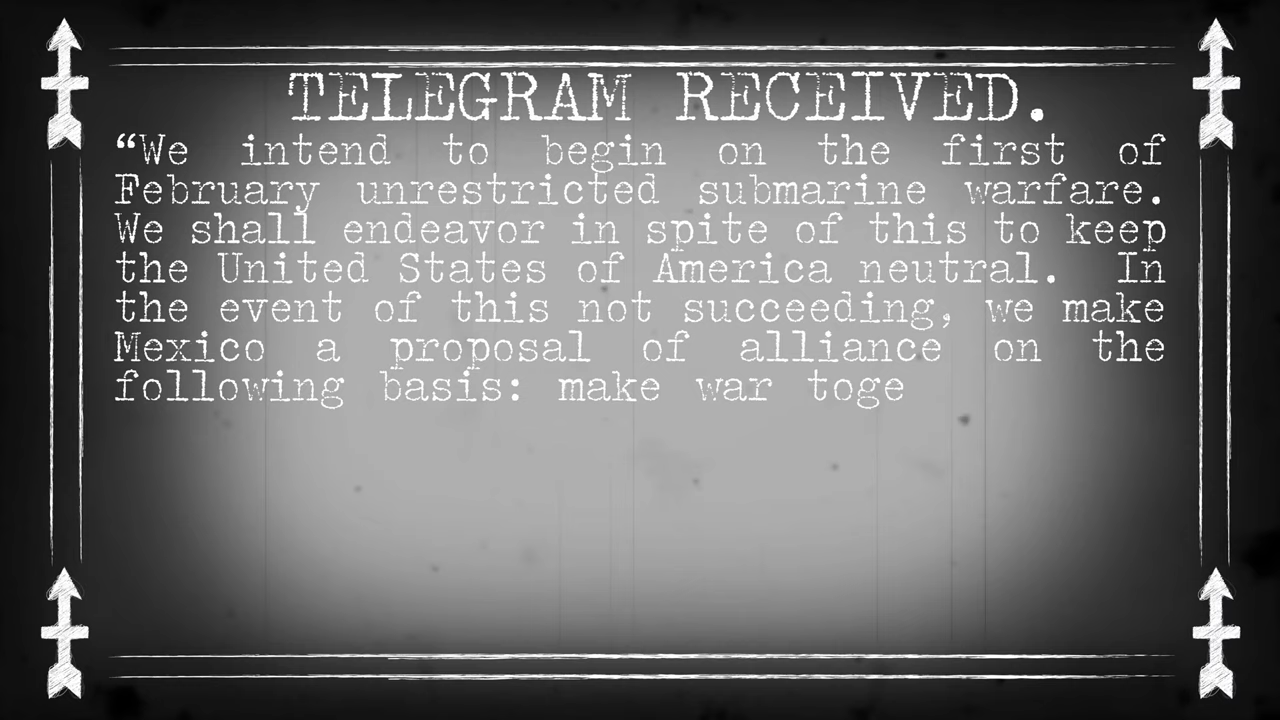 TELEGRAM RECEIVED.
“We intend to begin on the first of
February unrestricted submarine warfare.
We shall endeavor in spite of this to keep
the United States of America neutral. In
the event of this not succeeding, we make
Mexico a proposal of alliance on the
following basis: make war toge